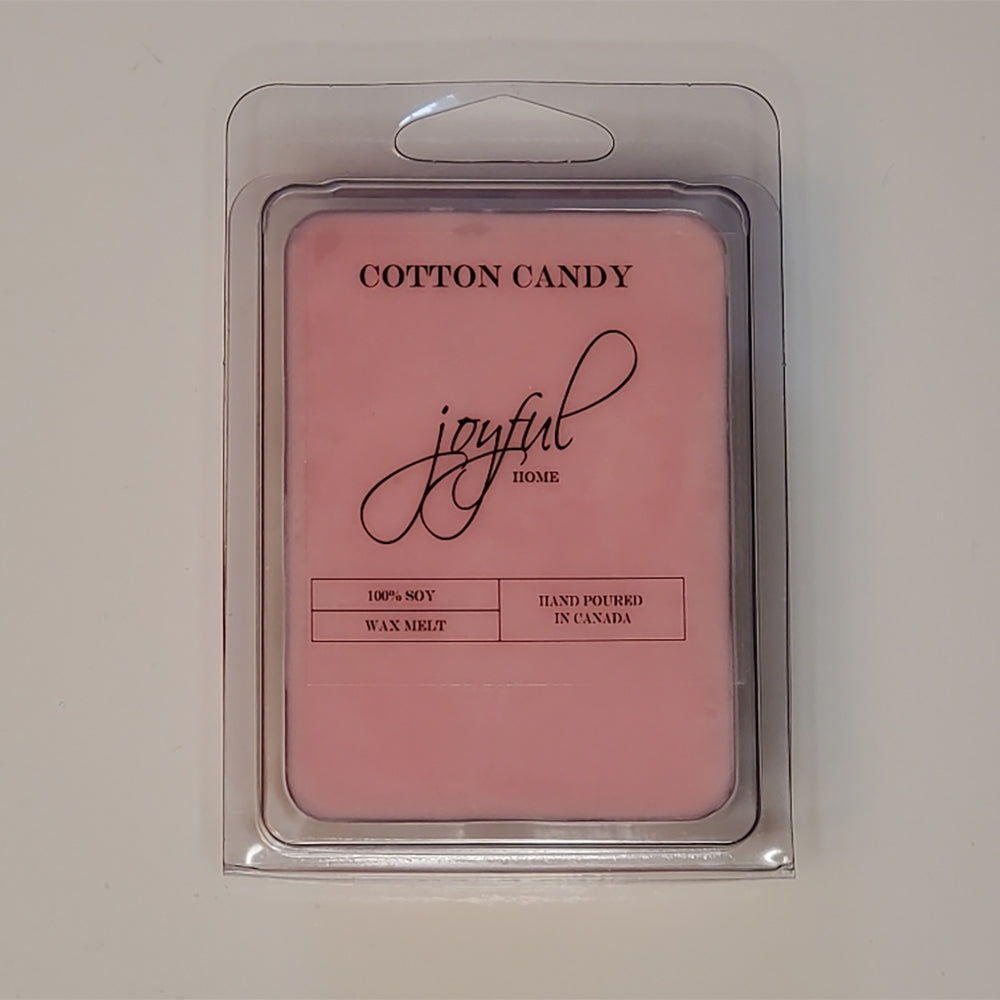 COTTON CANDY
joyful
HOME
100% SOY
WAX MELT
HAND POURED
IN CANADA